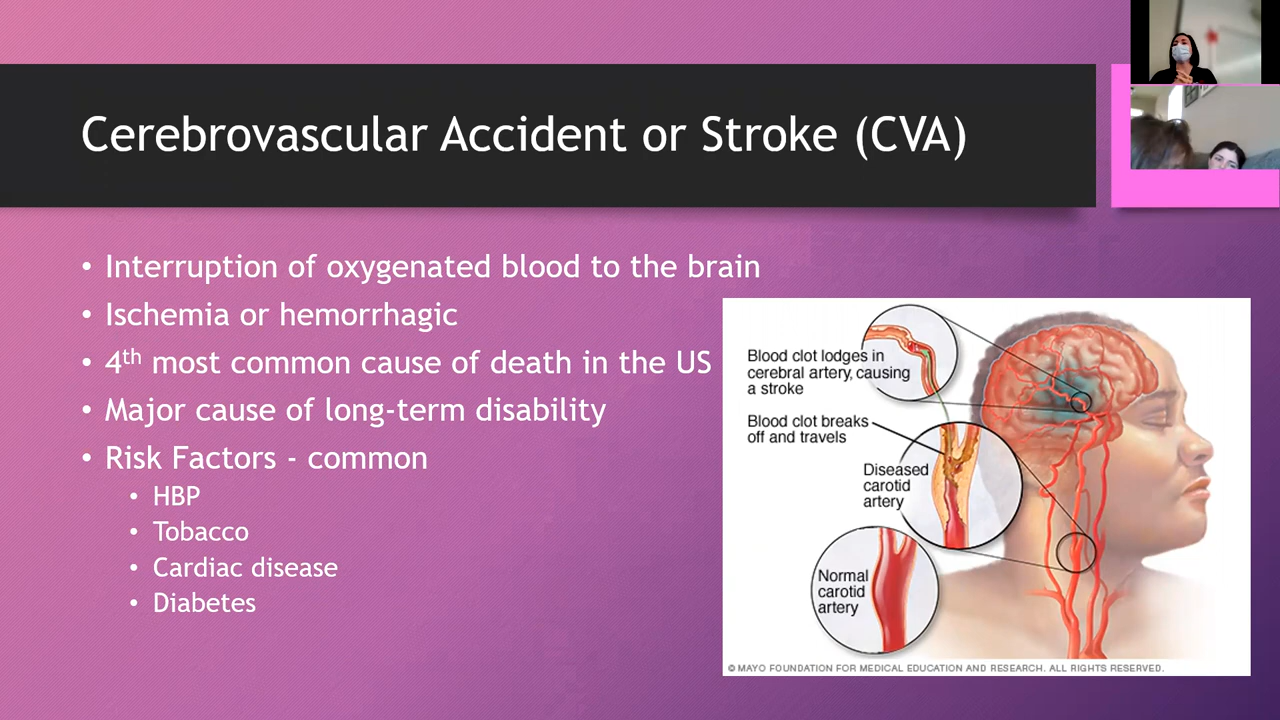 Cerebrovascular Accident or Stroke (CVA)
• Interruption of oxygenated blood to the brain
• Ischemia or hemorrhagic
• 4th most common cause of death in the US
• Major cause of long-term disability
• Risk Factors - common
• HBP
• Tobacco
• Cardiac disease
• Diabetes
Blood clot lodges in
cerebral artery, causing
a stroke
Blood clot breaks
off and travels
Diseased
carotid
artery
Normal
carotid
artery
© MAYO FOUNDATION FOR MEDICAL EDUCATION AND RESEARCH. ALL RIGHTS RESERVED.